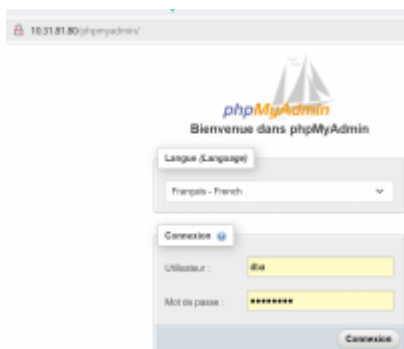 10.31.81.80/phpmyadmin/
phpMyAdmin
Bienvenue dans phpMyAdmin
Langue (Language)
Français - French
Connexion
Utilisateur :
dba
Mot de passe :
••••••••
Connexion